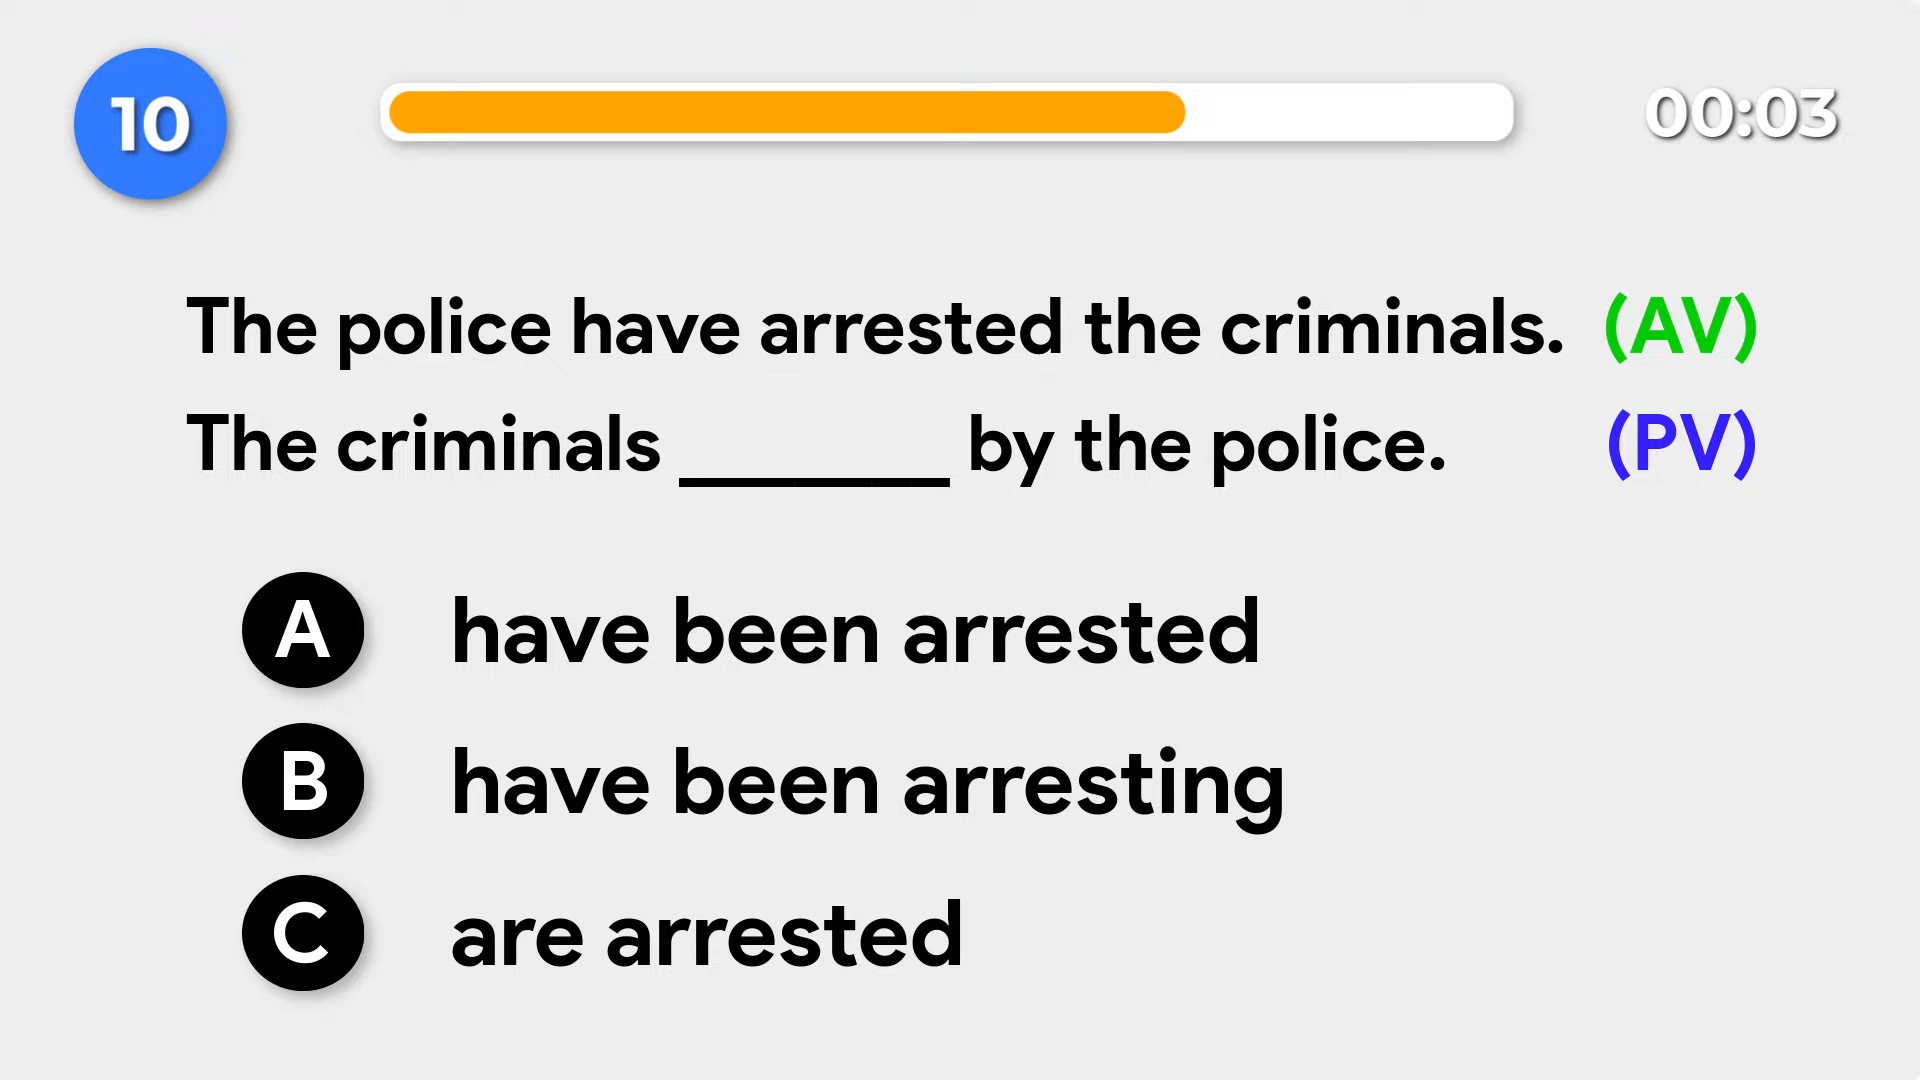 10
00:03
The police have arrested the criminals. (AV)
The criminals _______ by the police. (PV)
A have been arrested
B have been arresting
C are arrested